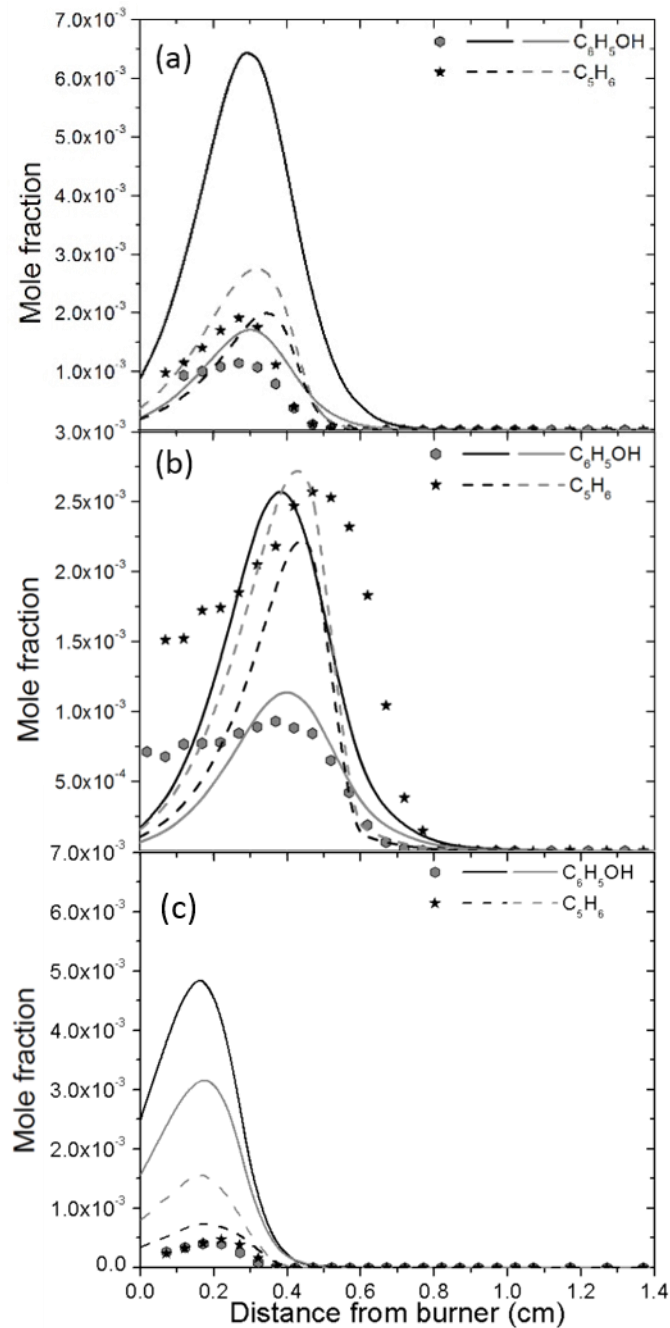 7.0x10⁻³
(a)
C₆H₅OH
C₅H₆
6.0x10⁻³
5.0x10⁻³
4.0x10⁻³
3.0x10⁻³
2.0x10⁻³
1.0x10⁻³
Mole fraction
3.0x10⁻³
(b)
C₆H₅OH
C₅H₆
2.5x10⁻³
2.0x10⁻³
1.5x10⁻³
1.0x10⁻³
5.0x10⁻⁴
Mole fraction
7.0x10⁻³
(c)
C₆H₅OH
C₅H₆
6.0x10⁻³
5.0x10⁻³
4.0x10⁻³
3.0x10⁻³
2.0x10⁻³
1.0x10⁻³
0.0
Mole fraction
0.0 0.2 0.4 0.6 0.8 1.0 1.2 1.4
Distance from burner (cm)